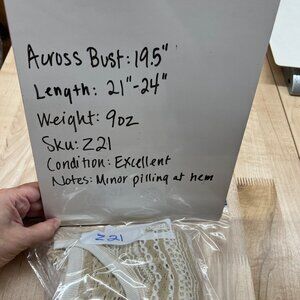 Across Bust: 19.5"
Length: 21"-24"
Weight: 9oz
Sku: Z21
Condition: Excellent
Notes: Minor pilling at hem
Z21